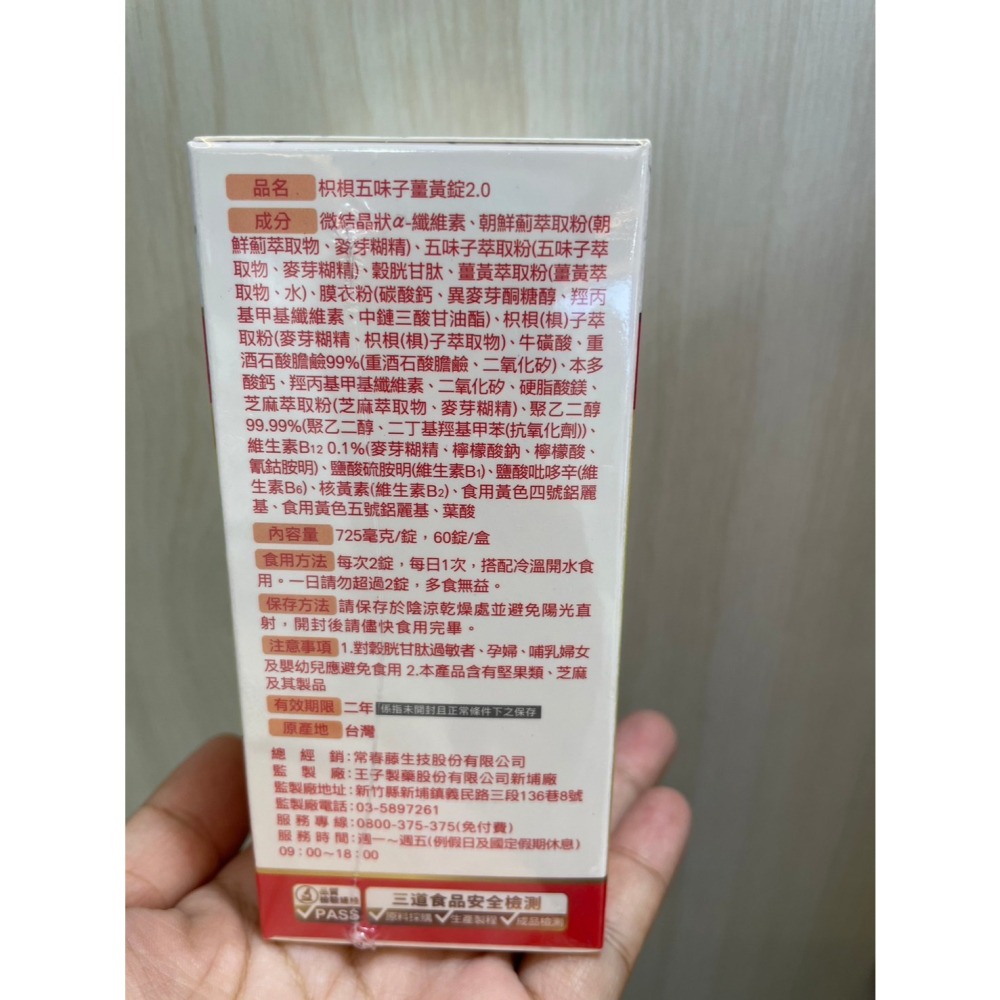 品名 枳椇五味子薑黃錠2.0
成分 微結晶狀α-纖維素、朝鮮薊萃取粉(朝
鮮薊萃取物、麥芽糊精)、五味子萃取粉(五味子萃
取物、麥芽糊精)、穀胱甘肽、薑黃萃取粉(薑黃萃
取物、水)、膜衣粉(碳酸鈣、異麥芽酮糖醇、羥丙
基甲基纖維素、中鏈三酸甘油酯)、枳椇(椇)子萃
取粉(麥芽糊精、枳椇(椇)子萃取物)、牛磺酸、重
酒石酸膽鹼99%(重酒石酸膽鹼、二氧化矽)、本多
酸鈣、羥丙基甲基纖維素、二氧化矽、硬脂酸鎂、
芝麻萃取粉(芝麻萃取物、麥芽糊精)、聚乙二醇
99.99%(聚乙二醇、二丁基羥基甲苯(抗氧化劑))、
維生素B12 0.1%(麥芽糊精、檸檬酸鈉、檸檬酸、
氰鈷胺明)、鹽酸硫胺明(維生素B1)、鹽酸吡哆辛(維
生素B6)、核黃素(維生素B2)、食用黃色四號鋁麗
基、食用黃色五號鋁麗基、葉酸
內容量 725毫克/錠，60錠/盒
食用方法 每次2錠，每日1次，搭配冷溫開水食
用。一日請勿超過2錠，多食無益。
保存方法 請保存於陰涼乾燥處並避免陽光直
射，開封後請儘快食用完畢。
注意事項 1.對穀胱甘肽過敏者、孕婦、哺乳婦女
及嬰幼兒應避免食用 2.本產品含有堅果類、芝麻
及其製品
有效期限 二年 係指未開封且正常條件下之保存
原產地 台灣
總經銷:常春藤生技股份有限公司
監製廠:王子製藥股份有限公司新埔廠
監製廠地址:新竹縣新埔鎮義民路三段136巷8號
監製廠電話:03-5897261
服務專線:0800-375-375(免付費)
服務時間:週一～週五(例假日及國定假期休息)
09:00～18:00
PASS
三道食品安全檢測
原料採購 生產製程 成品檢測